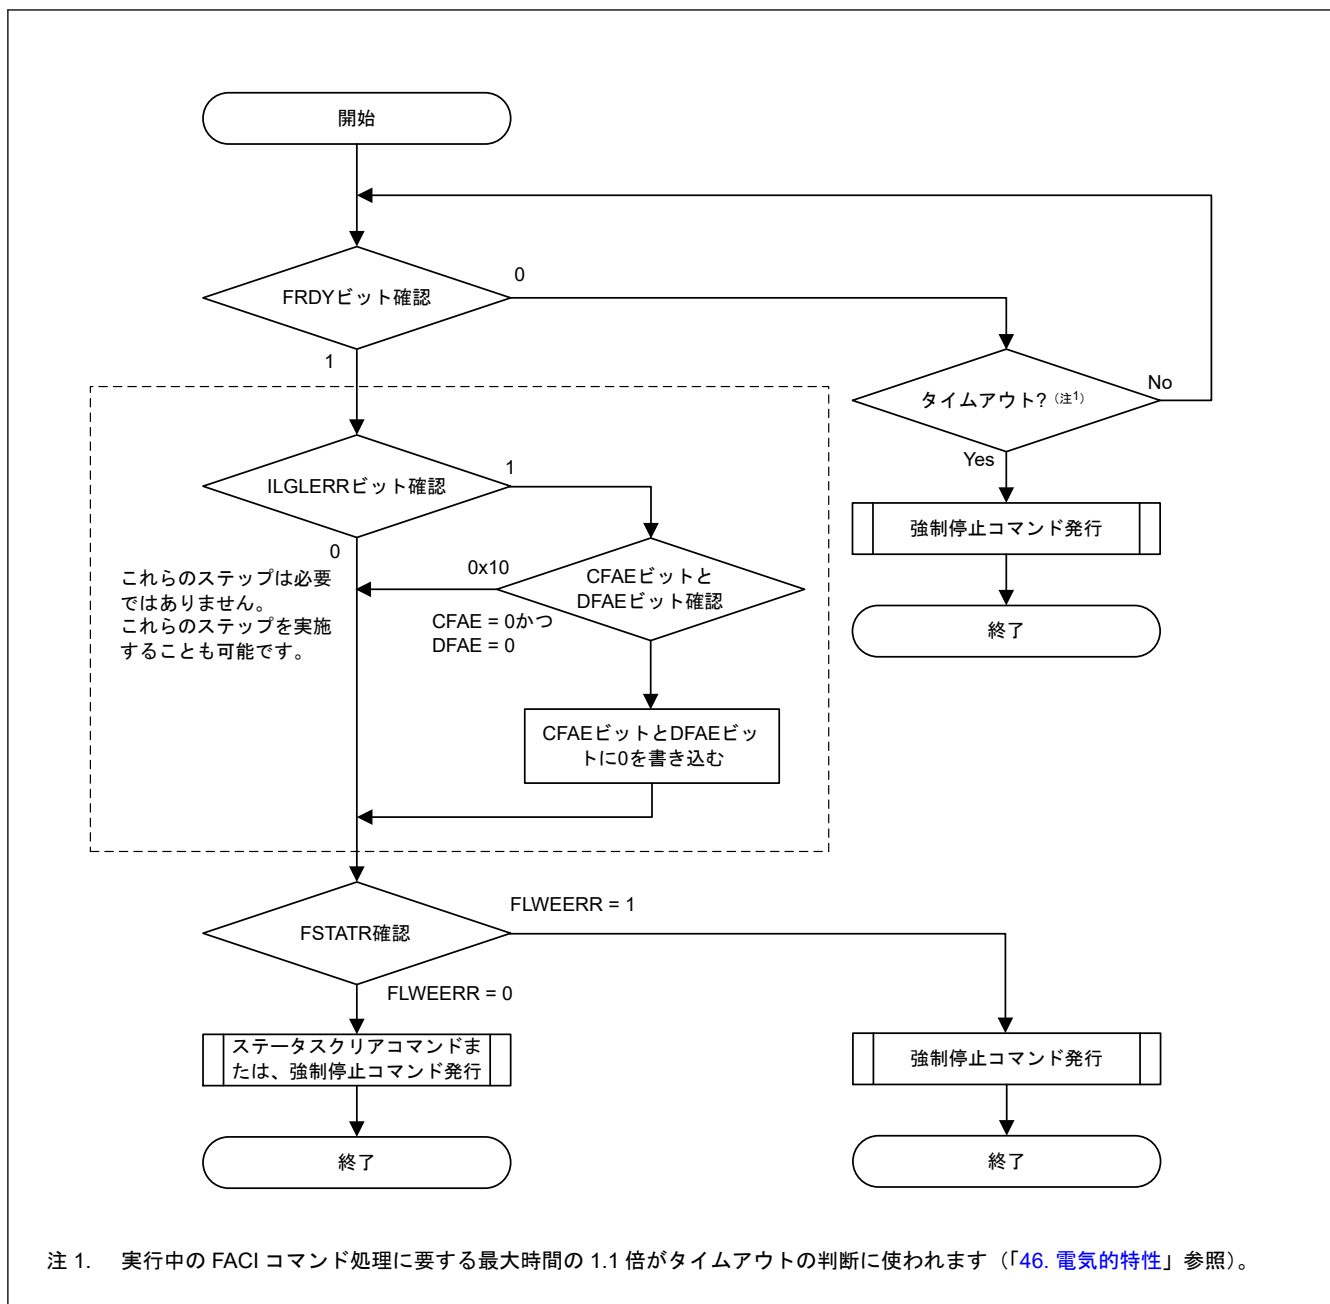 開始
FRDYビット確認
0
1
タイムアウト? (注1)
No
Yes
強制停止コマンド発行
終了
ILGLERRビット確認
1
0
これらのステップは必要
ではありません。
これらのステップを実施
することも可能です。
0x10
CFAE = 0かつ
DFAE = 0
CFAEビットと
DFAEビット確認
CFAEビットとDFAEビッ
トに0を書き込む
FSTATR確認
FLWEERR = 1
FLWEERR = 0
ステータスクリアコマンドま
たは、強制停止コマンド発行
終了
強制停止コマンド発行
終了
注 1. 実行中の FACI コマンド処理に要する最大時間の 1.1 倍がタイムアウトの判断に使われます（「46. 電気的特性」参照）。